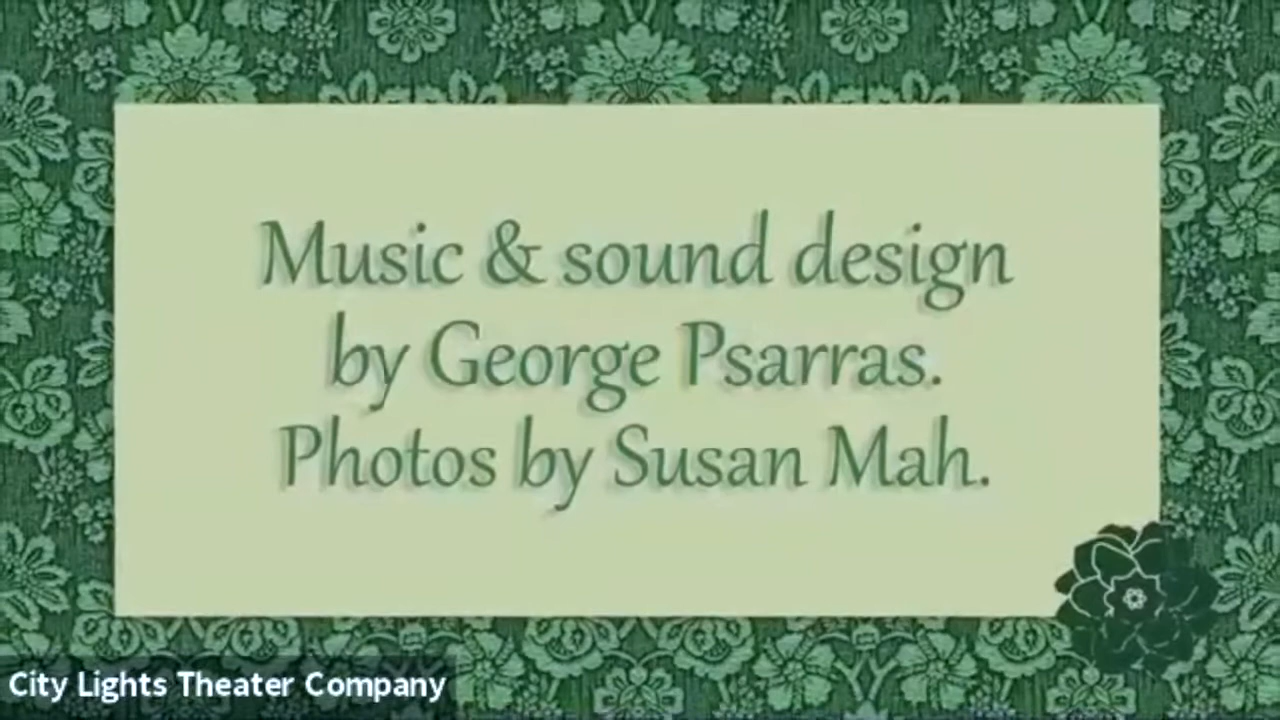 Music & sound design
by George Psarras.
Photos by Susan Mah.
City Lights Theater Company